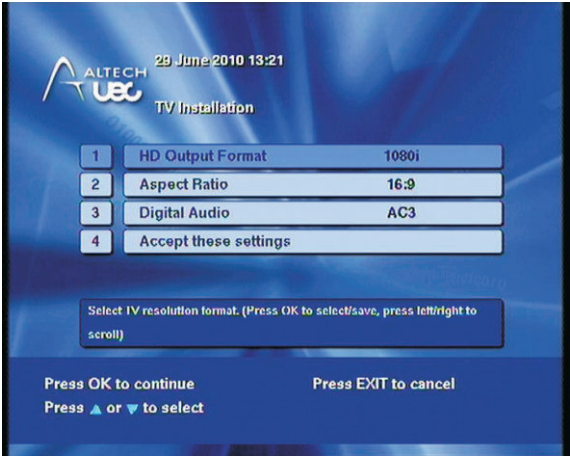 ALTECH
UEC
29 June 2010 13:21
TV Installation
1 HD Output Format 1080i
2 Aspect Ratio 16:9
3 Digital Audio AC3
4 Accept these settings
Select TV resolution format. (Press OK to select/save, press left/right to
scroll)
Press OK to continue Press EXIT to cancel
Press ▲ or ▼ to select